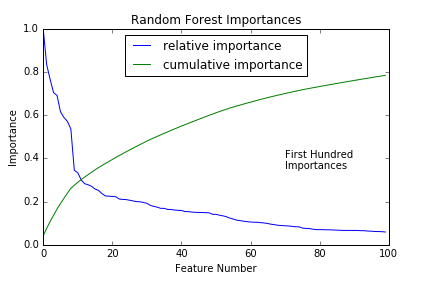 Random Forest Importances
relative importance
cumulative importance
1.0
0.8
0.6
0.4
0.2
0.0
Importance
First Hundred
Importances
0
20
40
60
80
100
Feature Number